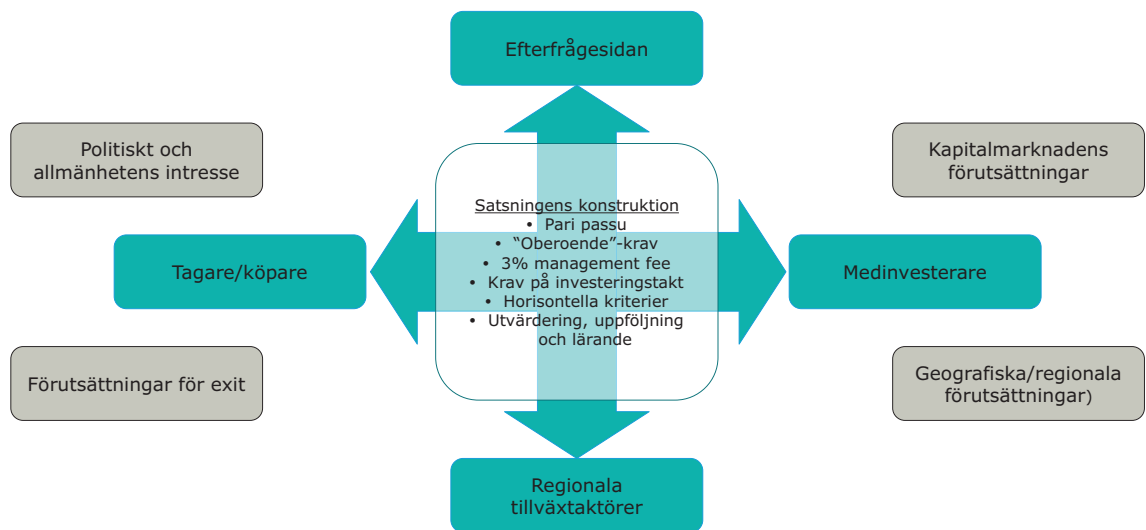 Efterfrågesidan
Politiskt och
allmänhetens intresse
Kapitalmarknadens
förutsättningar
Satsningens konstruktion
• Pari passu
• “Oberoende”-krav
• 3% management fee
• Krav på investeringstakt
• Horisontella kriterier
• Utvärdering, uppföljning
och lärande
Tagare/köpare
Medinvesterare
Förutsättningar för exit
Geografiska/regionala
förutsättningar)
Regionala
tillväxtaktörer